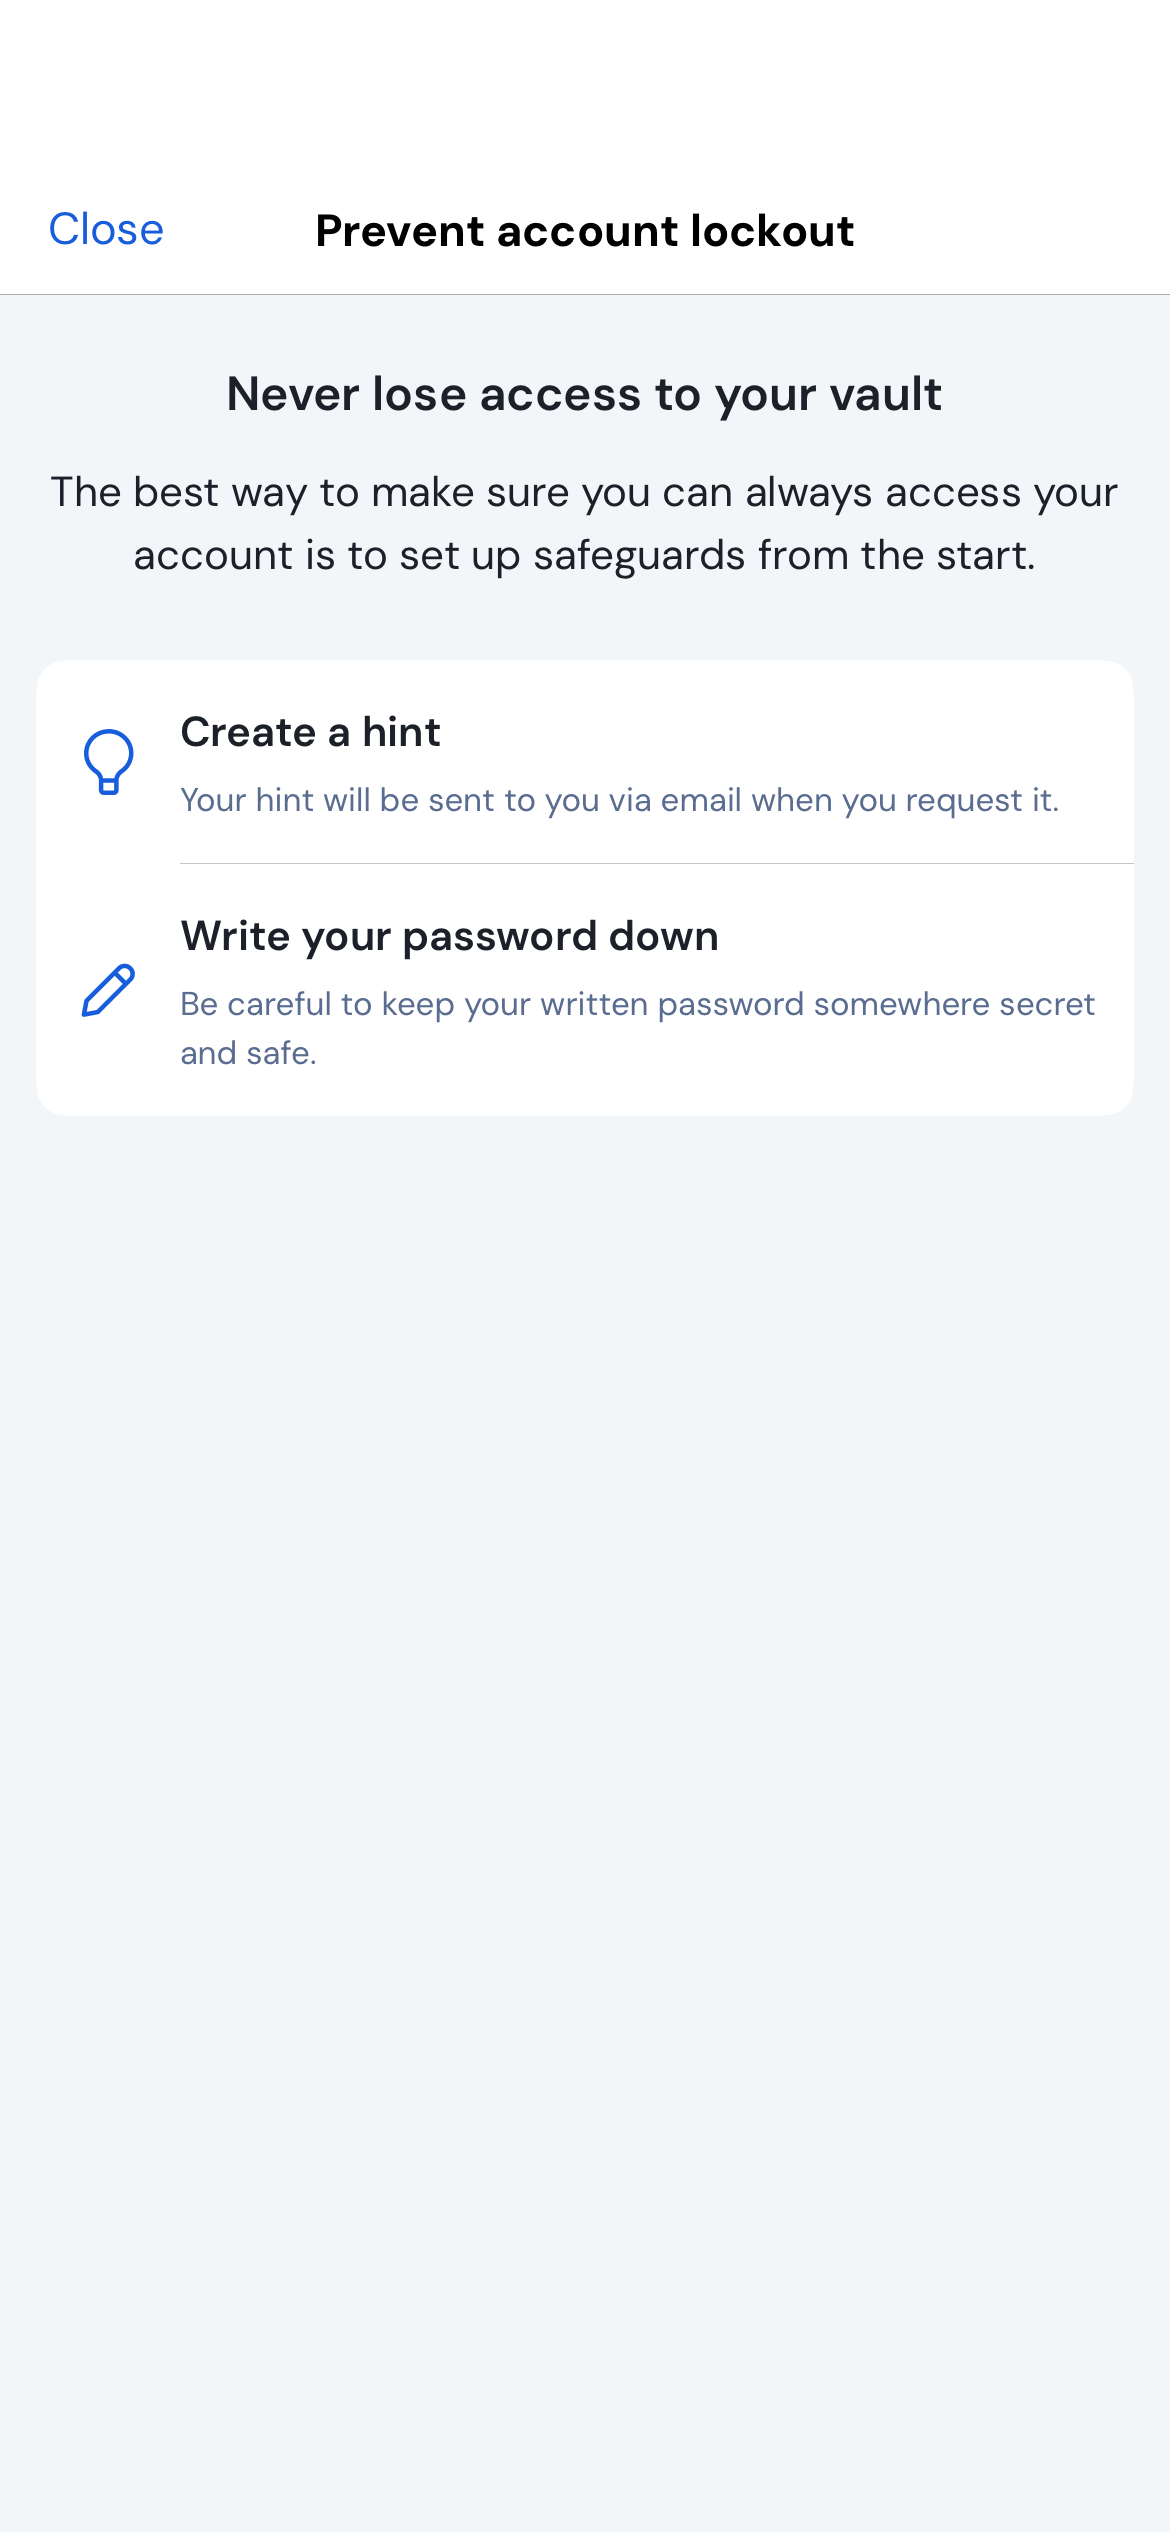 Close
Prevent account lockout
Never lose access to your vault
The best way to make sure you can always access your
account is to set up safeguards from the start.
Create a hint
Your hint will be sent to you via email when you request it.
Write your password down
Be careful to keep your written password somewhere secret
and safe.